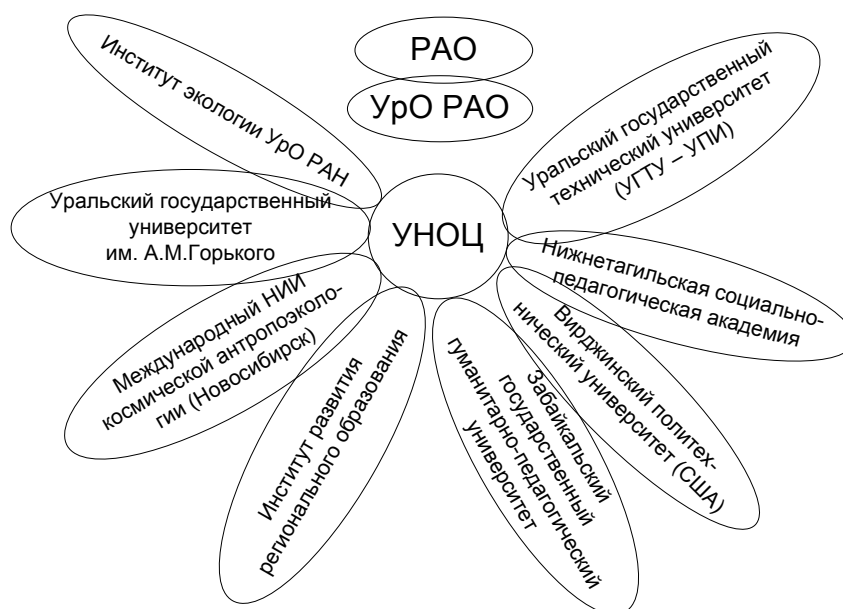 РАО
УрО РАО
УНОЦ
Институт экологии УрО РАН
Уральский государственный
университет
им. А.М.Горького
Международный НИИ
космической антропоэколо-
гии (Новосибирск)
Институт развития
регионального образования
Забайкальский
государственный
гуманитарно-педагогический
университет
Вирджинский политех-
нический университет (США)
Нижнетагильская социально-
педагогическая академия
Уральский государственный
технический университет
(УГТУ – УПИ)